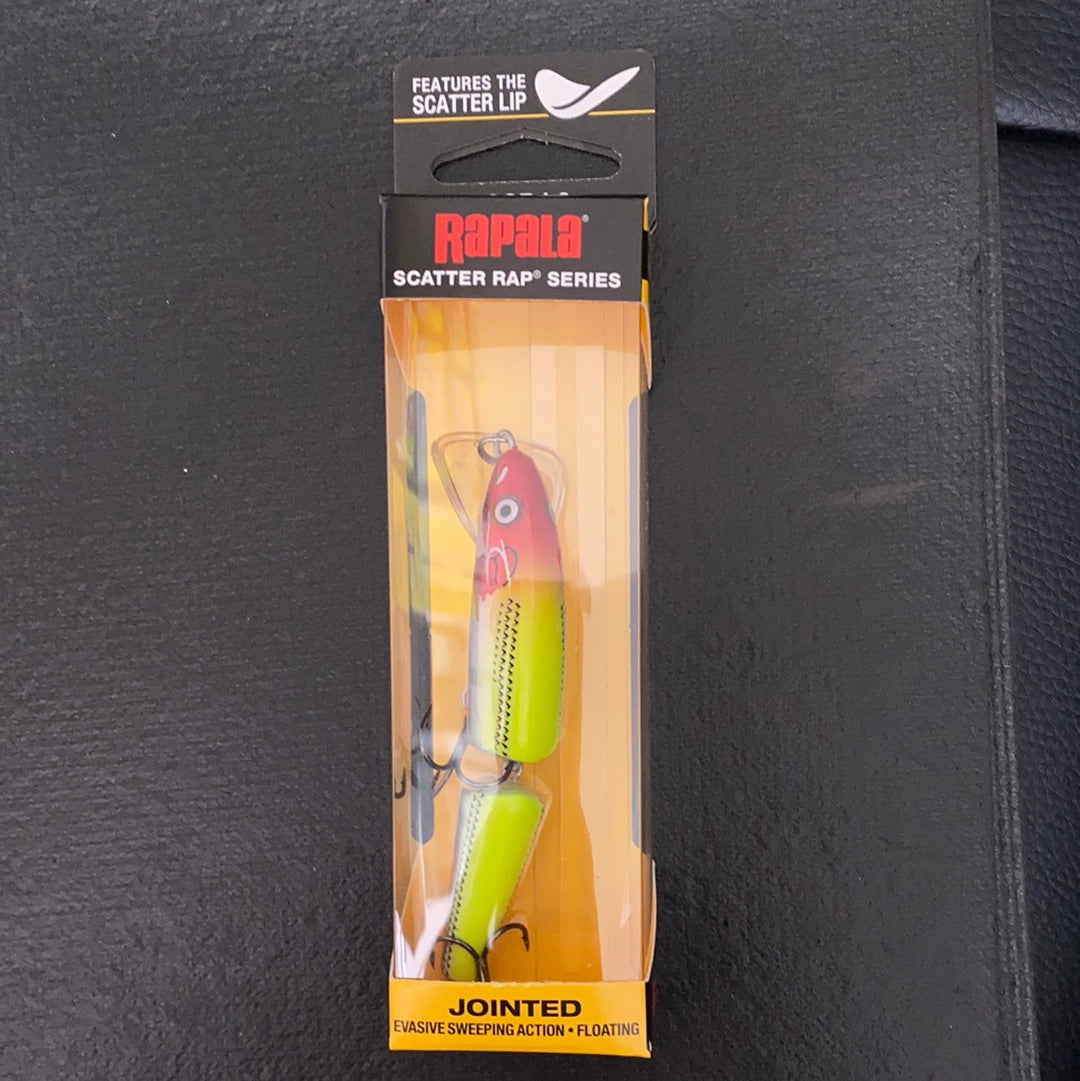 FEATURES THE
SCATTER LIP
Rapala®
SCATTER RAP® SERIES
JOINTED
EVASIVE SWEEPING ACTION • FLOATING